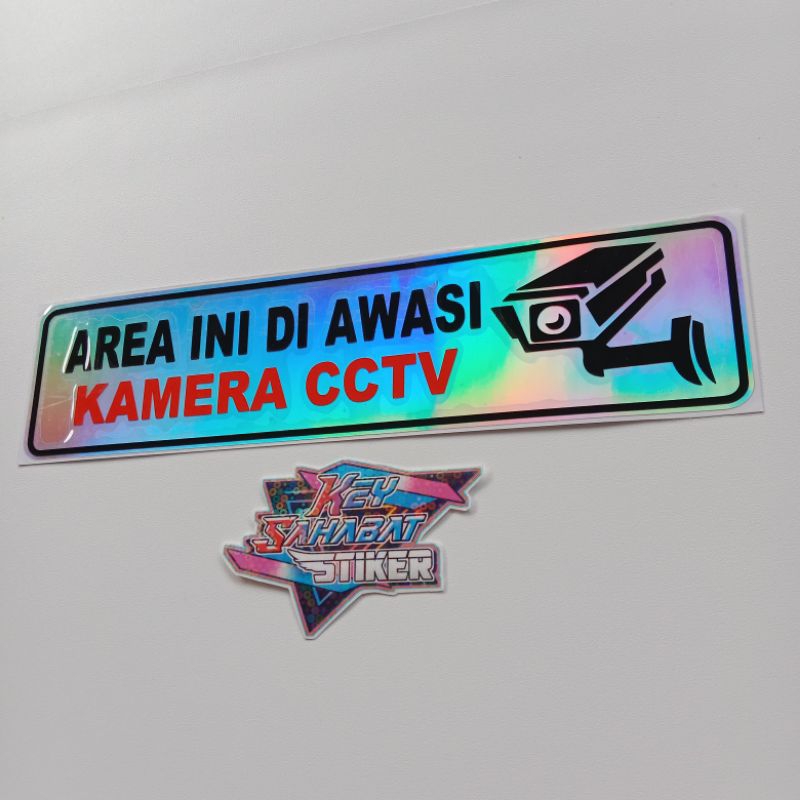 AREA INI DI AWASI
KAMERA CCTV
KEY
SAHABAT
STIKER